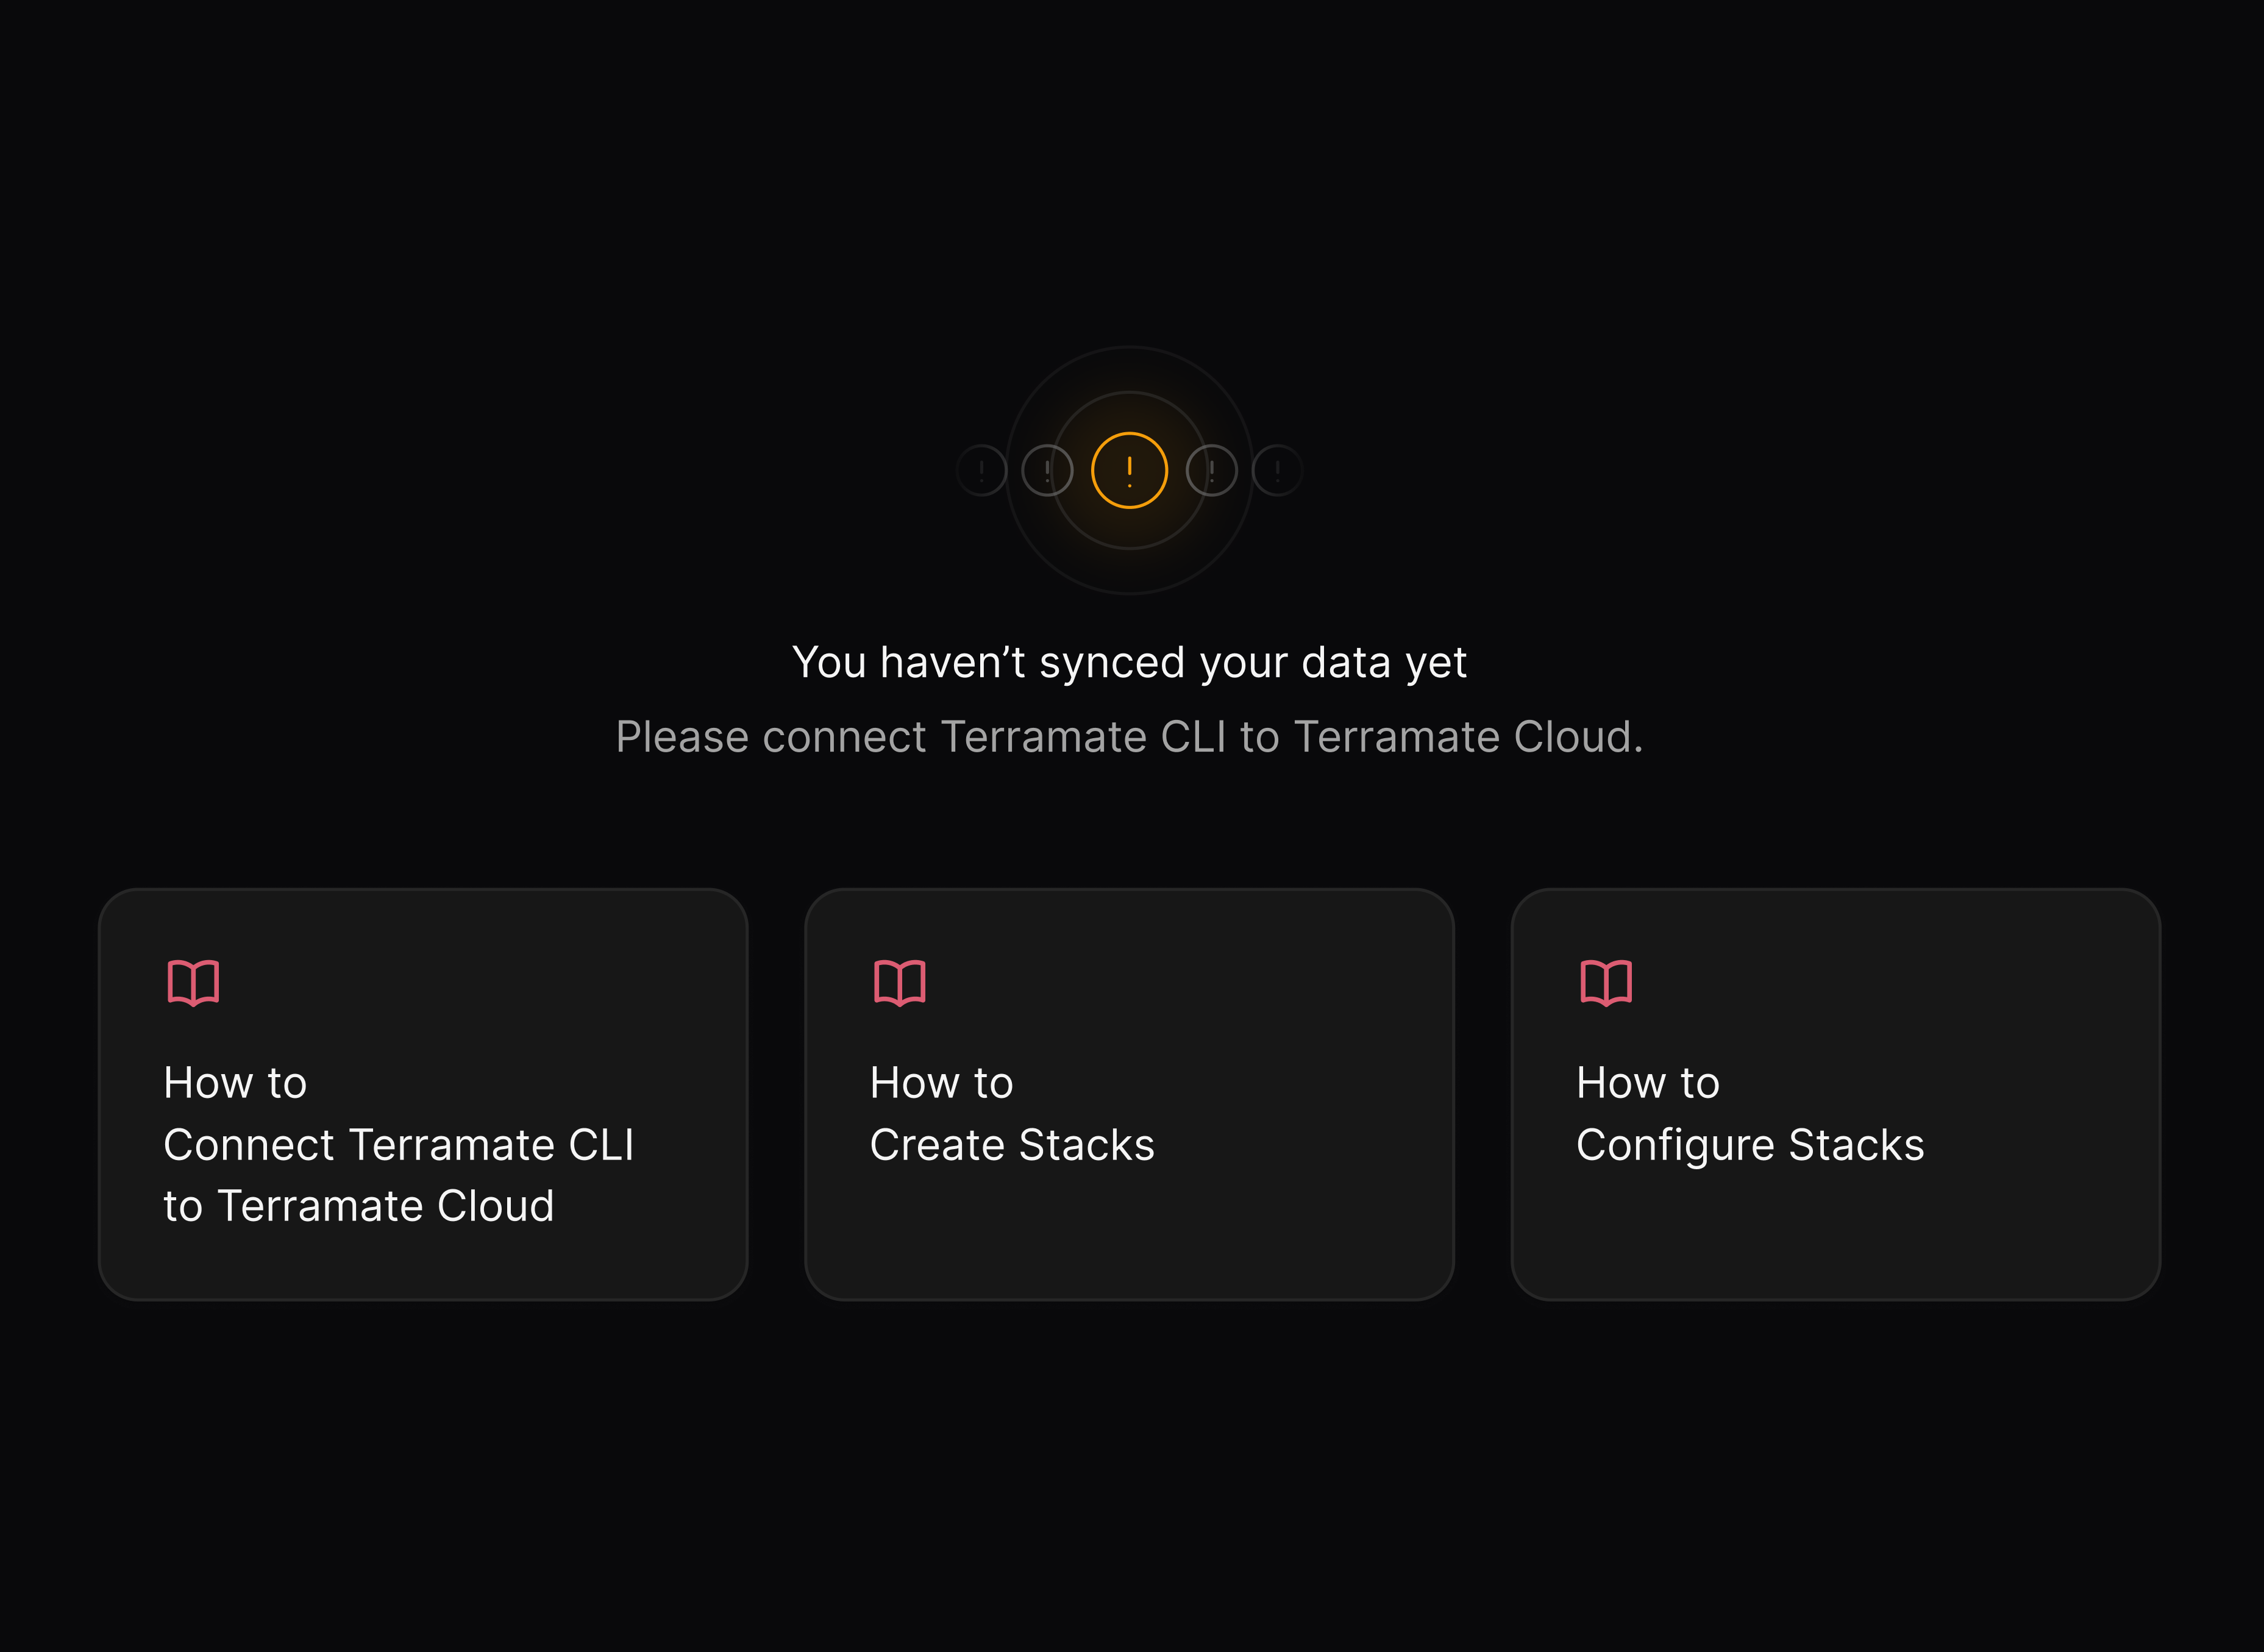 You haven’t synced your data yet
Please connect Terramate CLI to Terramate Cloud.
How to
Connect Terramate CLI
to Terramate Cloud
How to
Create Stacks
How to
Configure Stacks